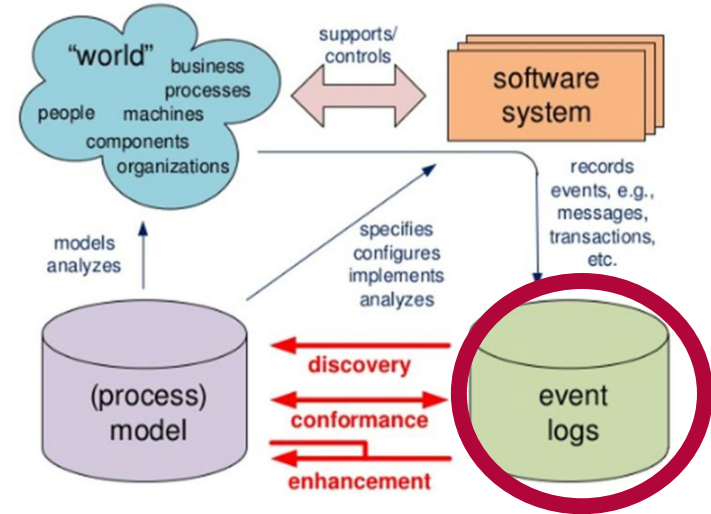 “world”
business
processes
people
machines
components
organizations
supports/
controls
software
system
records
events, e.g.,
messages,
transactions,
etc.
models
analyzes
specifies
configures
implements
analyzes
(process)
model
discovery
conformance
enhancement
event
logs